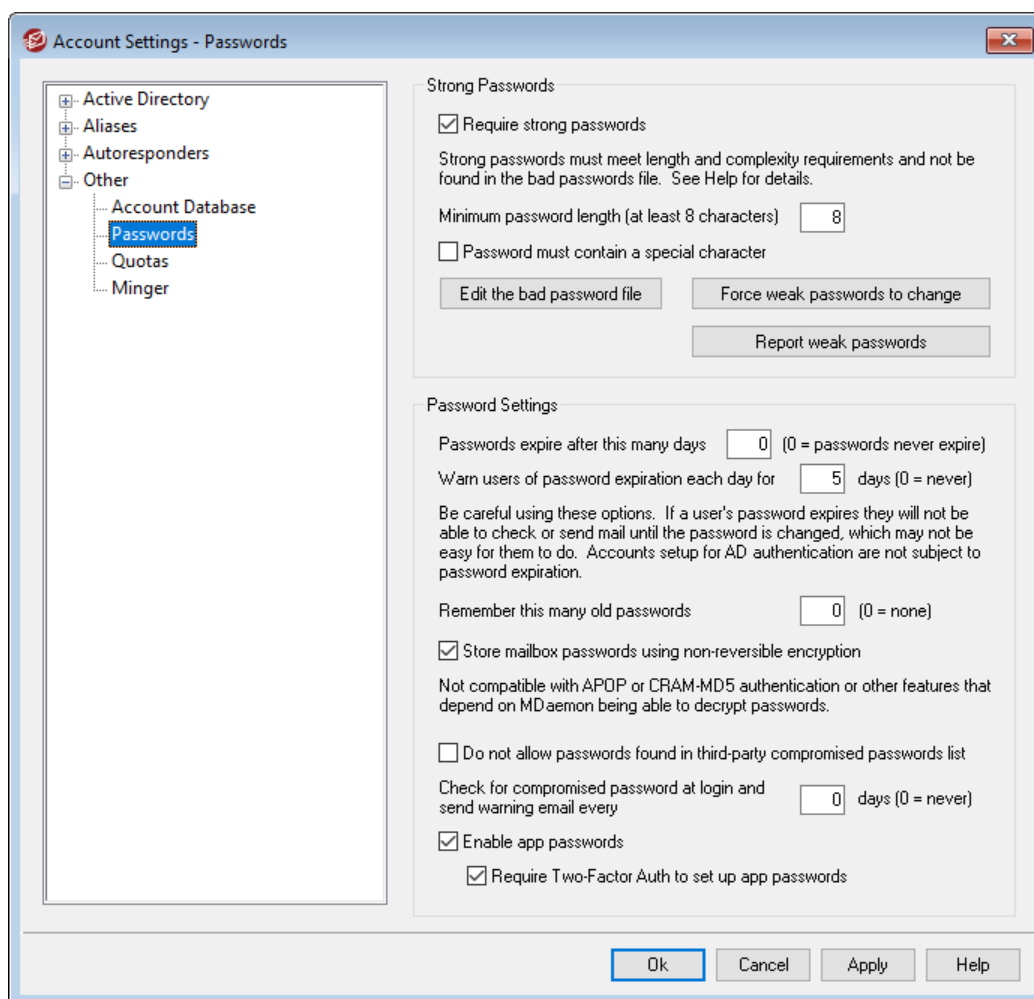 Account Settings - Passwords
Active Directory
Aliases
Autoresponders
Other
Account Database
Passwords
Quotas
Minger
Strong Passwords
Require strong passwords
Strong passwords must meet length and complexity requirements and not be
found in the bad passwords file.  See Help for details.
Minimum password length (at least 8 characters) 8
Password must contain a special character
Edit the bad password file Force weak passwords to change
Report weak passwords
Password Settings
Passwords expire after this many days 0 (0 = passwords never expire)
Warn users of password expiration each day for 5 days (0 = never)
Be careful using these options.  If a user's password expires they will not be
able to check or send mail until the password is changed, which may not be
easy for them to do.  Accounts setup for AD authentication are not subject to
password expiration.
Remember this many old passwords 0 (0 = none)
Store mailbox passwords using non-reversible encryption
Not compatible with APOP or CRAM-MD5 authentication or other features that
depend on MDaemon being able to decrypt passwords.
Do not allow passwords found in third-party compromised passwords list
Check for compromised password at login and
send warning email every 0 days (0 = never)
Enable app passwords
Require Two-Factor Auth to set up app passwords
Ok Cancel Apply Help